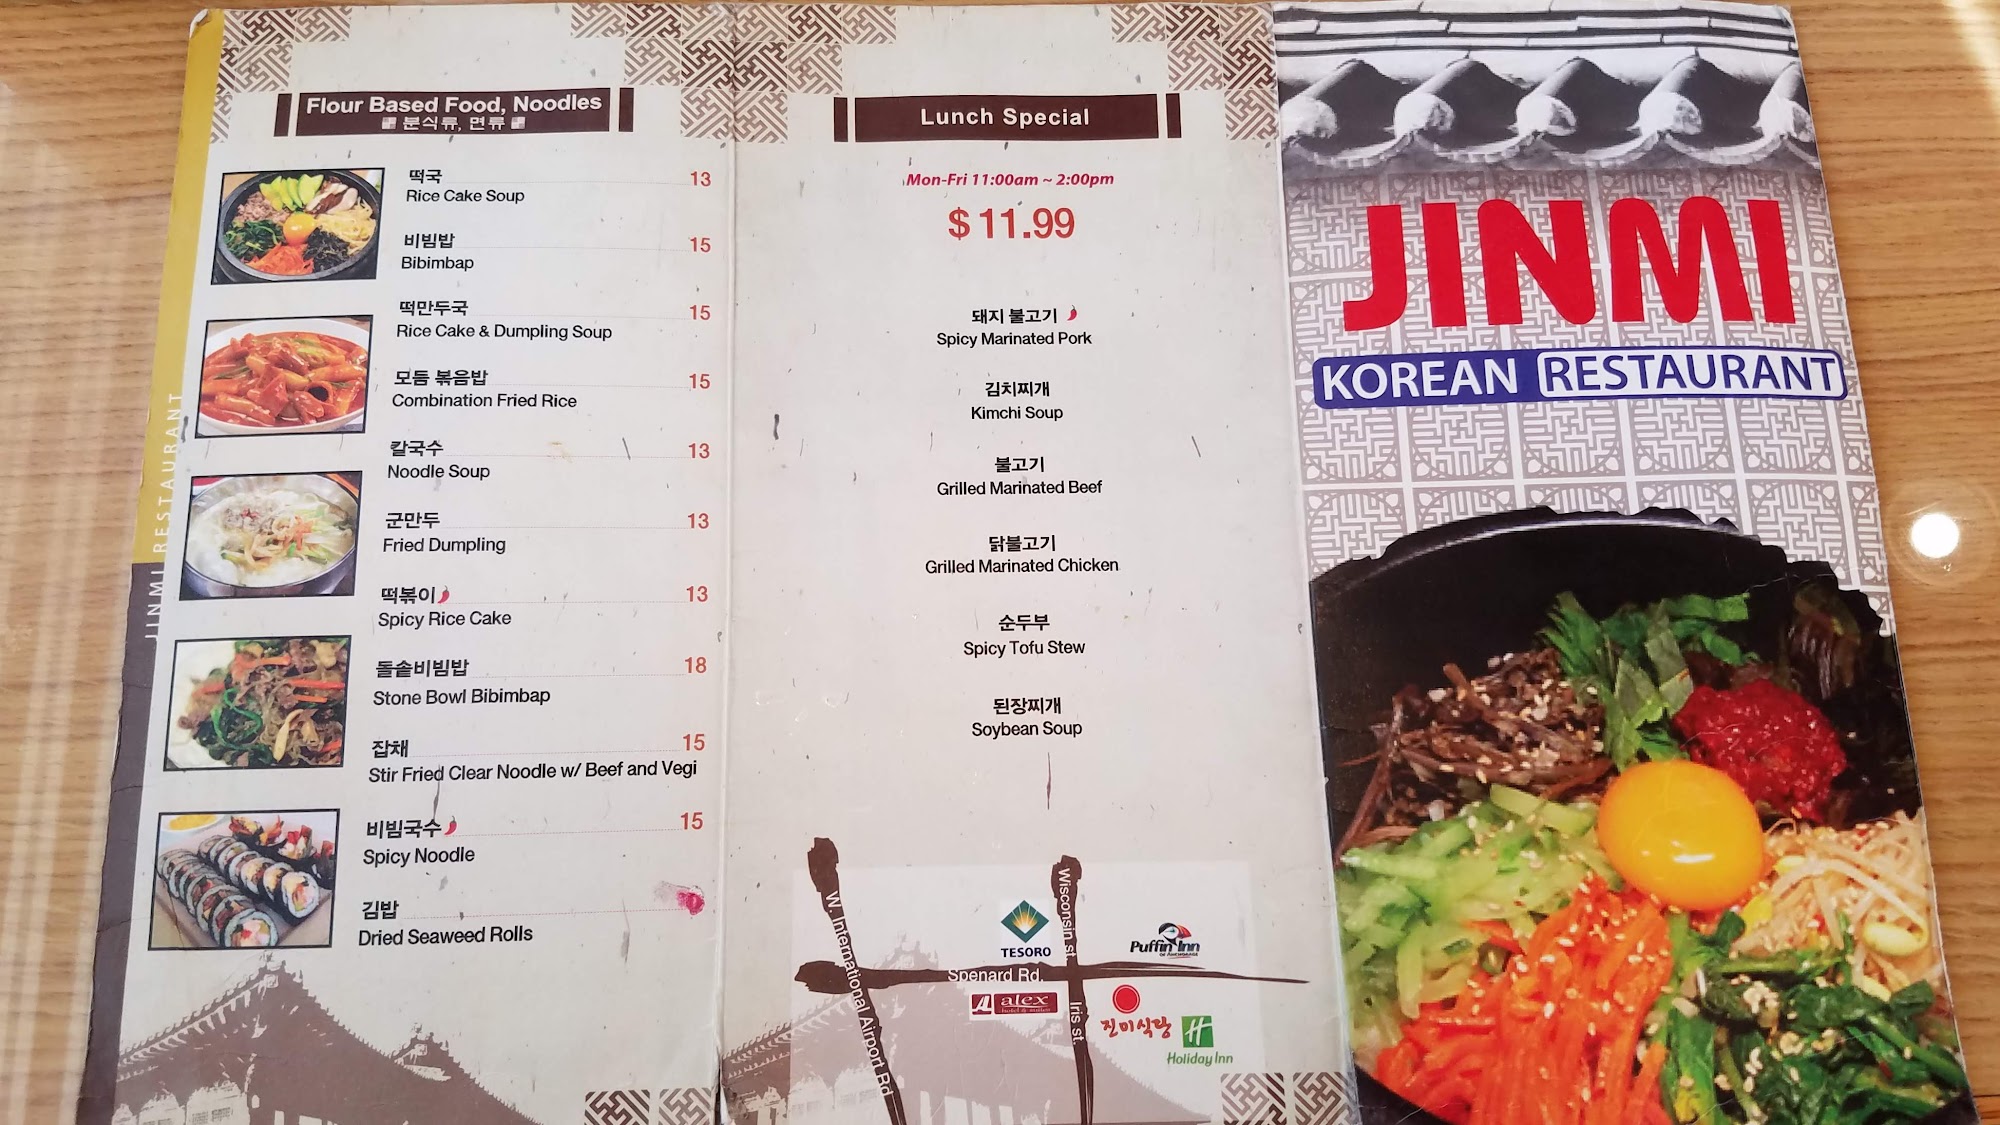 JINMI RESTAURANT
Flour Based Food, Noodles
분식류, 면류
떡국 13
Rice Cake Soup
비빔밥 15
Bibimbap
떡만두국 15
Rice Cake & Dumpling Soup
모듬 볶음밥 15
Combination Fried Rice
칼국수 13
Noodle Soup
군만두 13
Fried Dumpling
떡볶이 13
Spicy Rice Cake
돌솥비빔밥 18
Stone Bowl Bibimbap
잡채 15
Stir Fried Clear Noodle w/ Beef and Vegi
비빔국수 15
Spicy Noodle
김밥
Dried Seaweed Rolls
Lunch Special
Mon-Fri 11:00am ~ 2:00pm
$ 11.99
돼지 불고기
Spicy Marinated Pork
김치찌개
Kimchi Soup
불고기
Grilled Marinated Beef
닭불고기
Grilled Marinated Chicken
순두부
Spicy Tofu Stew
된장찌개
Soybean Soup
W. International Airport Rd
Wisconsin st.
TESORO
Puffin Inn
OF ANCHORAGE
Spenard Rd.
alex
hotel & suites
Iris st.
진미식당
H
Holiday Inn
JINMI
KOREAN RESTAURANT